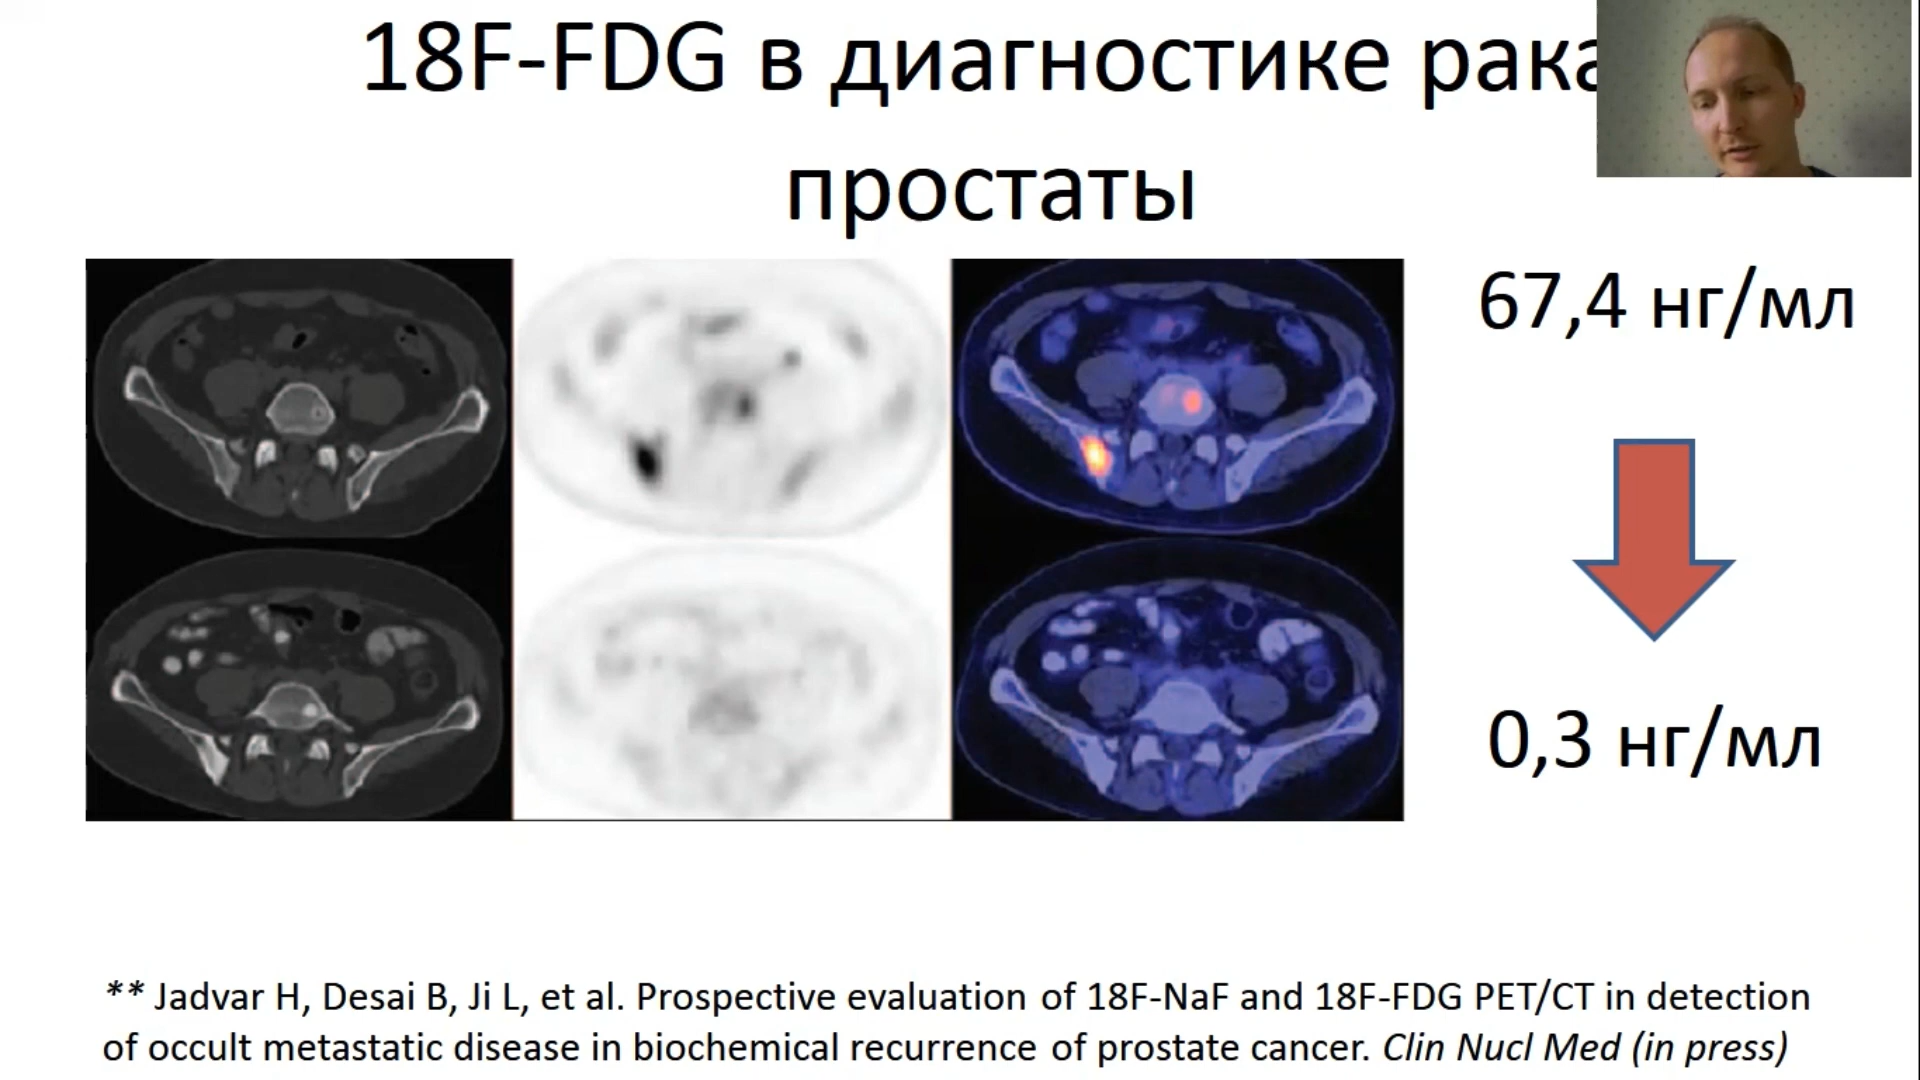 18F-FDG в диагностике рака
простаты
67,4 нг/мл
0,3 нг/мл
** Jadvar H, Desai B, Ji L, et al. Prospective evaluation of 18F-NaF and 18F-FDG PET/CT in detection
of occult metastatic disease in biochemical recurrence of prostate cancer. Clin Nucl Med (in press)